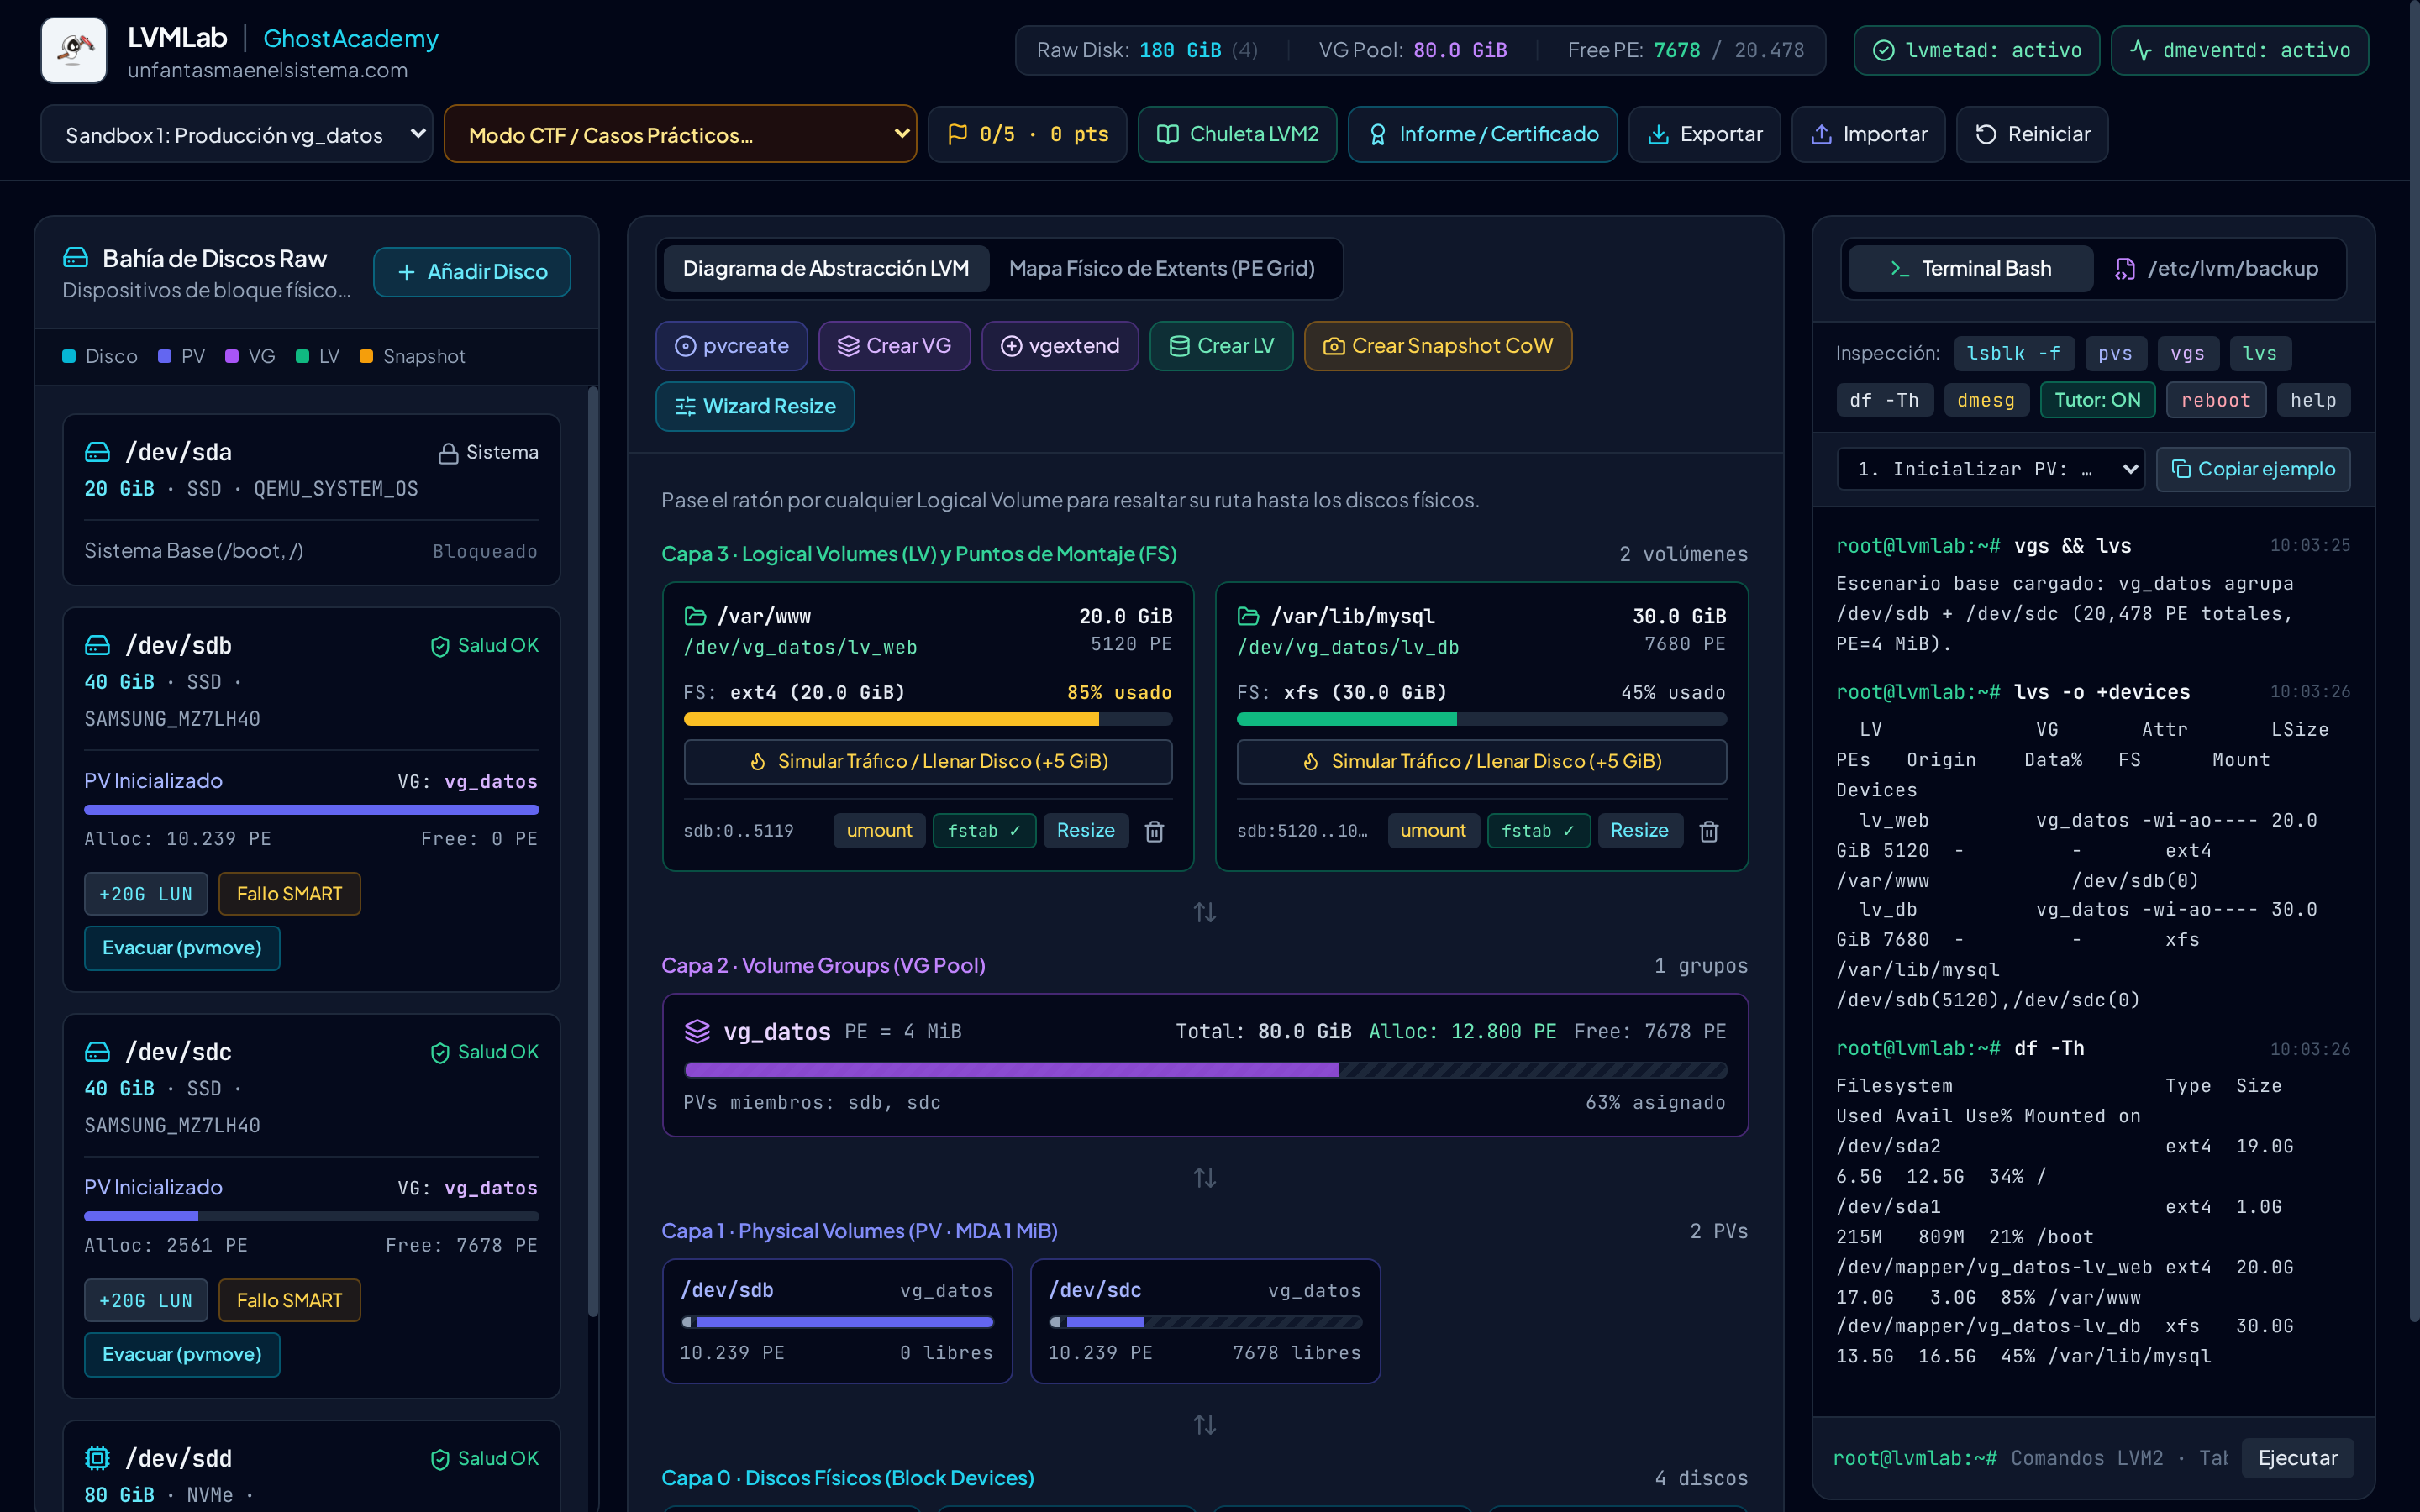 LVMLab | GhostAcademy
unfantasmaenelsistema.com
Raw Disk: 180 GiB (4)
VG Pool: 80.0 GiB
Free PE: 7678 / 20.478
lvmetad: activo
dmeventd: activo
Sandbox 1: Producción vg_datos
Modo CTF / Casos Prácticos...
0/5 · 0 pts
Chuleta LVM2
Informe / Certificado
Exportar
Importar
Reiniciar
Bahía de Discos Raw
Dispositivos de bloque físico...
Añadir Disco
Disco
PV
VG
LV
Snapshot
/dev/sda
Sistema
20 GiB · SSD · QEMU_SYSTEM_OS
Sistema Base (/boot, /)
Bloqueado
/dev/sdb
Salud OK
40 GiB · SSD ·
SAMSUNG_MZ7LH40
PV Inicializado
VG: vg_datos
Alloc: 10.239 PE
Free: 0 PE
+20G LUN
Fallo SMART
Evacuar (pvmove)
/dev/sdc
Salud OK
40 GiB · SSD ·
SAMSUNG_MZ7LH40
PV Inicializado
VG: vg_datos
Alloc: 2561 PE
Free: 7678 PE
+20G LUN
Fallo SMART
Evacuar (pvmove)
/dev/sdd
Salud OK
80 GiB · NVMe ·
Diagrama de Abstracción LVM
Mapa Físico de Extents (PE Grid)
pvcreate
Crear VG
vgextend
Crear LV
Crear Snapshot CoW
Wizard Resize
Pase el ratón por cualquier Logical Volume para resaltar su ruta hasta los discos físicos.
Capa 3 · Logical Volumes (LV) y Puntos de Montaje (FS)
2 volúmenes
/var/www
20.0 GiB
/dev/vg_datos/lv_web
5120 PE
FS: ext4 (20.0 GiB)
85% usado
Simular Tráfico / Llenar Disco (+5 GiB)
sdb:0..5119
umount
fstab ✓
Resize
/var/lib/mysql
30.0 GiB
/dev/vg_datos/lv_db
7680 PE
FS: xfs (30.0 GiB)
45% usado
Simular Tráfico / Llenar Disco (+5 GiB)
sdb:5120..10...
umount
fstab ✓
Resize
Capa 2 · Volume Groups (VG Pool)
1 grupos
vg_datos PE = 4 MiB
Total: 80.0 GiB Alloc: 12.800 PE Free: 7678 PE
PVs miembros: sdb, sdc
63% asignado
Capa 1 · Physical Volumes (PV · MDA 1 MiB)
2 PVs
/dev/sdb
vg_datos
10.239 PE
0 libres
/dev/sdc
vg_datos
10.239 PE
7678 libres
Capa 0 · Discos Físicos (Block Devices)
4 discos
Terminal Bash
/etc/lvm/backup
Inspección:
lsblk -f
pvs
vgs
lvs
df -Th
dmesg
Tutor: ON
reboot
help
1. Inicializar PV: …
Copiar ejemplo
root@lvmlab:~# vgs && lvs
10:03:25
Escenario base cargado: vg_datos agrupa
/dev/sdb + /dev/sdc (20,478 PE totales,
PE=4 MiB).
root@lvmlab:~# lvs -o +devices
10:03:26
LV VG Attr LSize
PEs Origin Data% FS Mount
Devices
lv_web vg_datos -wi-ao---- 20.0
GiB 5120 - - ext4
/var/www /dev/sdb(0)
lv_db vg_datos -wi-ao---- 30.0
GiB 7680 - - xfs
/var/lib/mysql
/dev/sdb(5120),/dev/sdc(0)
root@lvmlab:~# df -Th
10:03:26
Filesystem Type Size
Used Avail Use% Mounted on
/dev/sda2 ext4 19.0G
6.5G 12.5G 34% /
/dev/sda1 ext4 1.0G
215M 809M 21% /boot
/dev/mapper/vg_datos-lv_web ext4 20.0G
17.0G 3.0G 85% /var/www
/dev/mapper/vg_datos-lv_db xfs 30.0G
13.5G 16.5G 45% /var/lib/mysql
root@lvmlab:~# Comandos LVM2 · Tab
Ejecutar